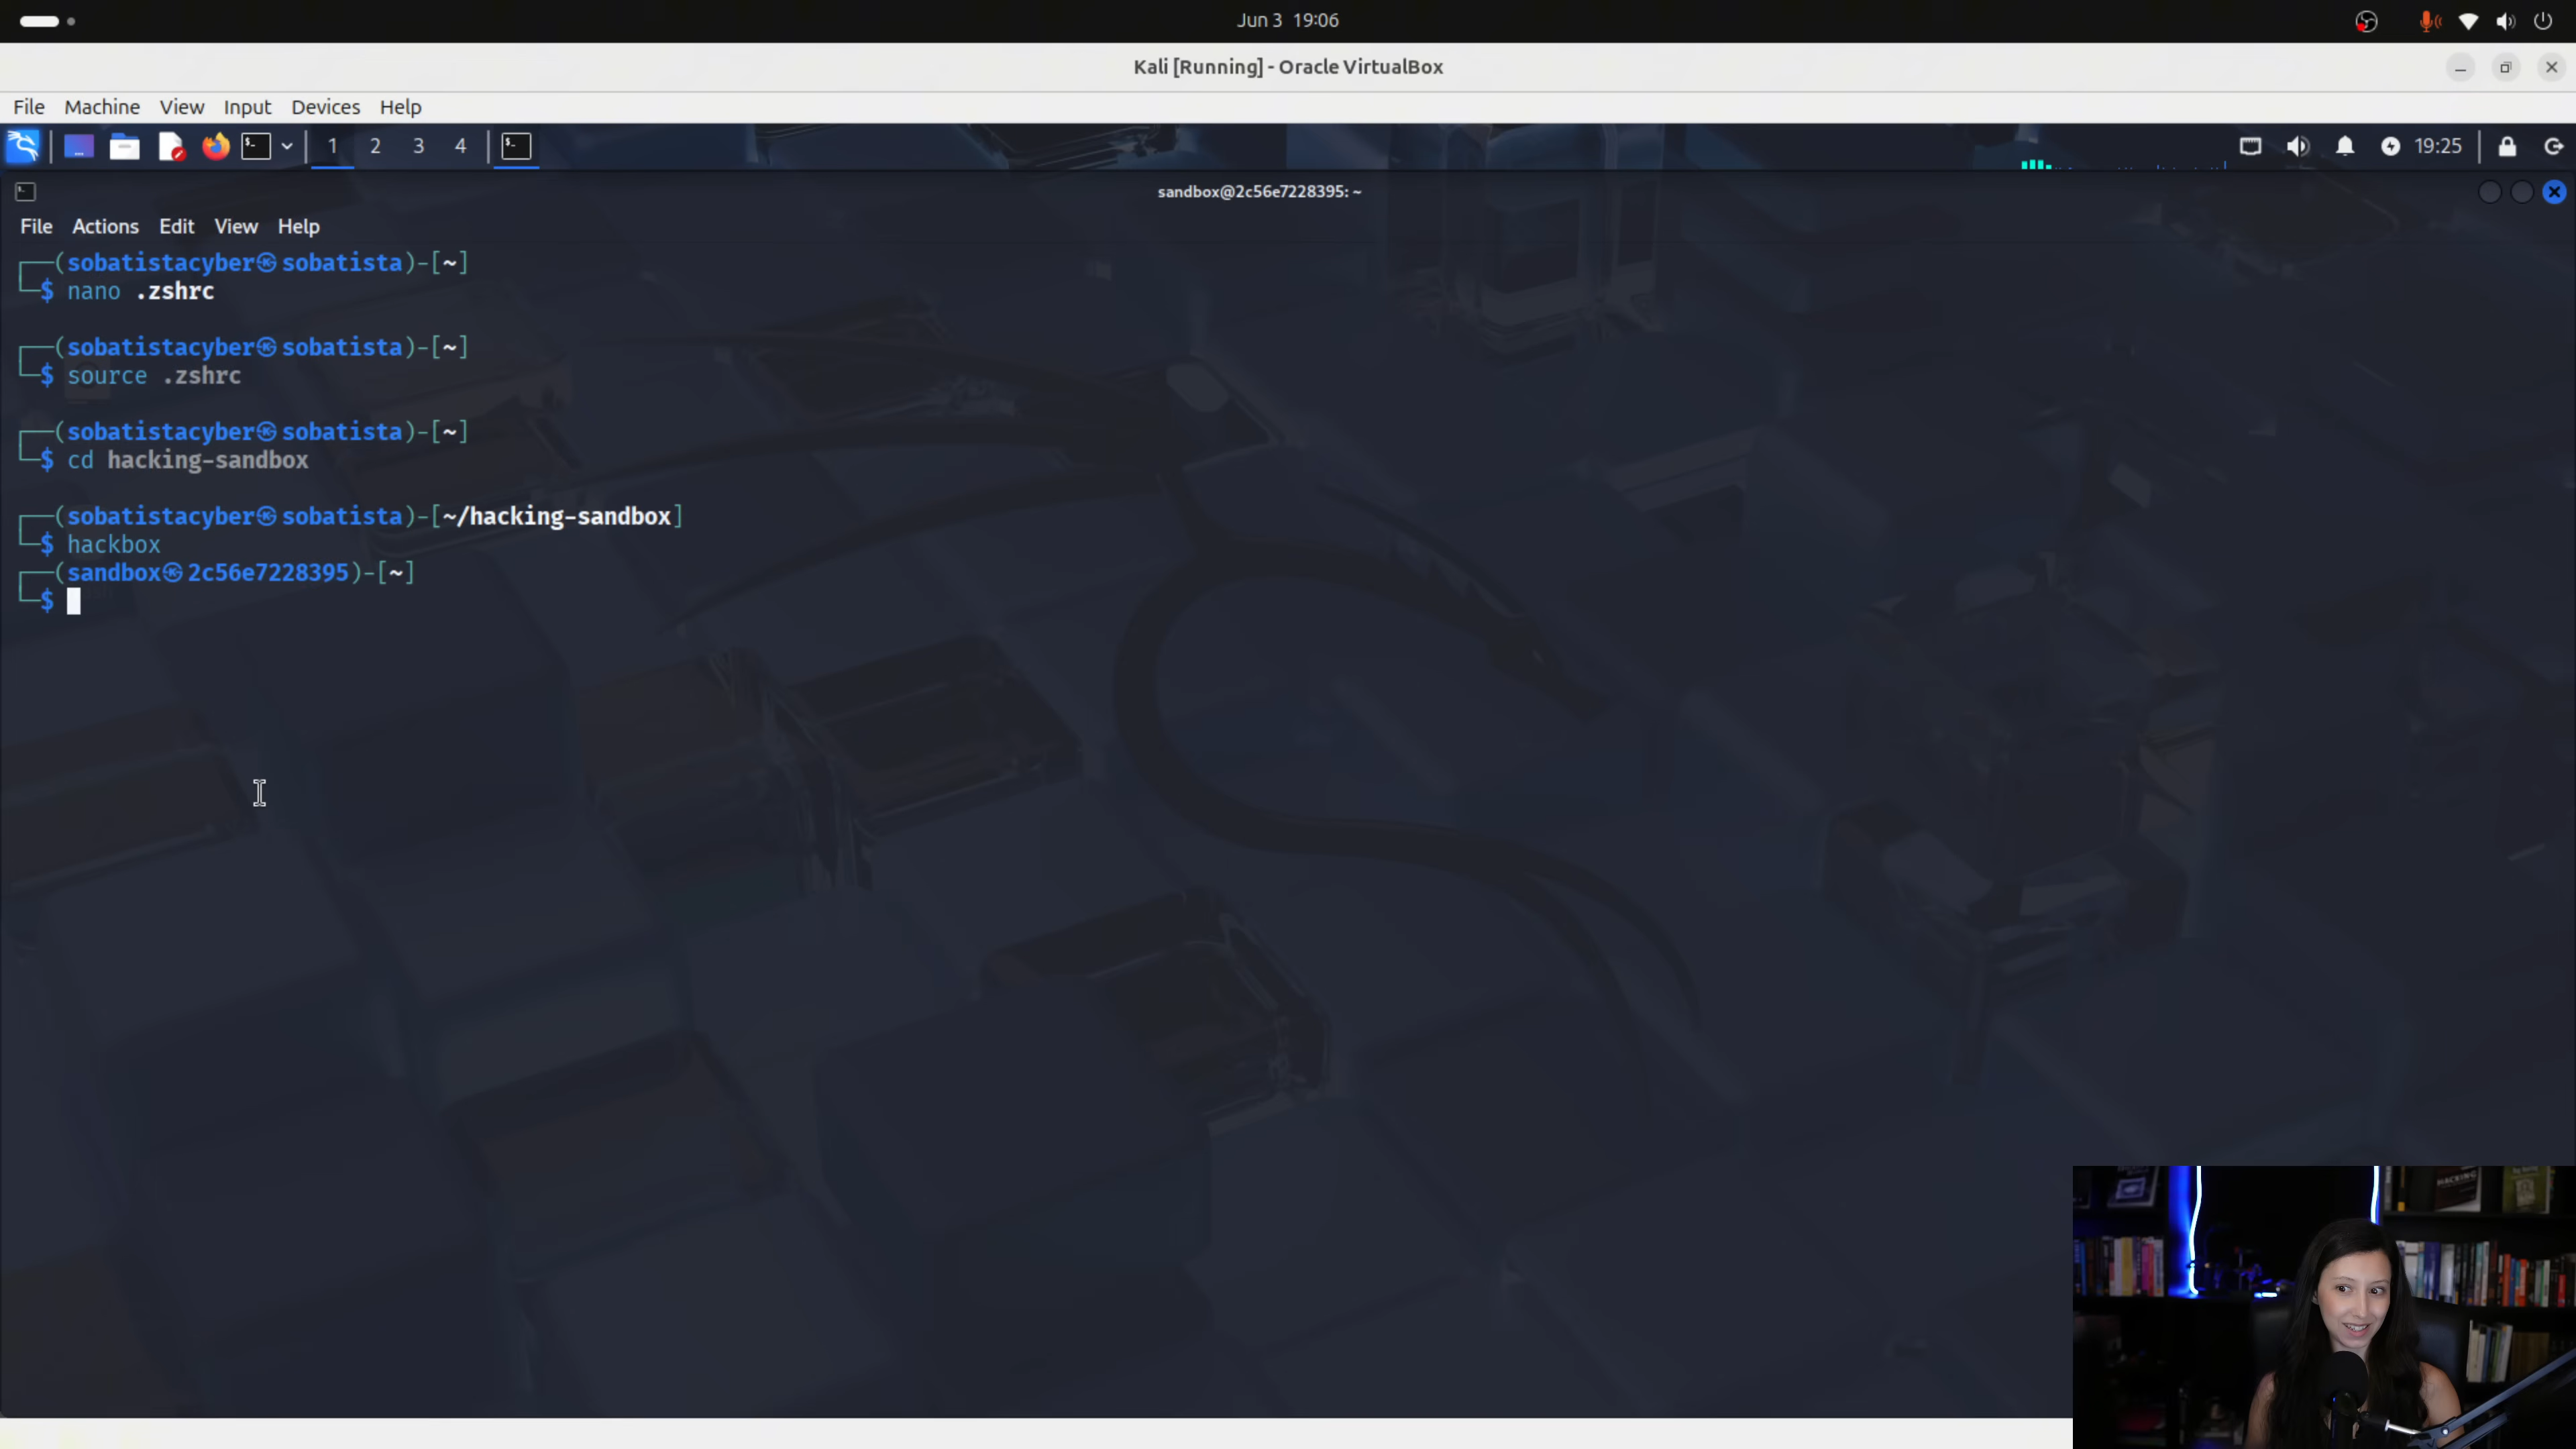 Jun 3 19:06
Kali [Running] - Oracle VirtualBox
File Machine View Input Devices Help
1 2 3 4 19:25
sandbox@2c56e7228395: ~
File Actions Edit View Help
┌──(sobatistacyber㉿sobatista)-[~]
└─$ nano .zshrc
┌──(sobatistacyber㉿sobatista)-[~]
└─$ source .zshrc
┌──(sobatistacyber㉿sobatista)-[~]
└─$ cd hacking-sandbox
┌──(sobatistacyber㉿sobatista)-[~/hacking-sandbox]
└─$ hackbox
┌──(sandbox㉿2c56e7228395)-[~]
└─$
HACKING